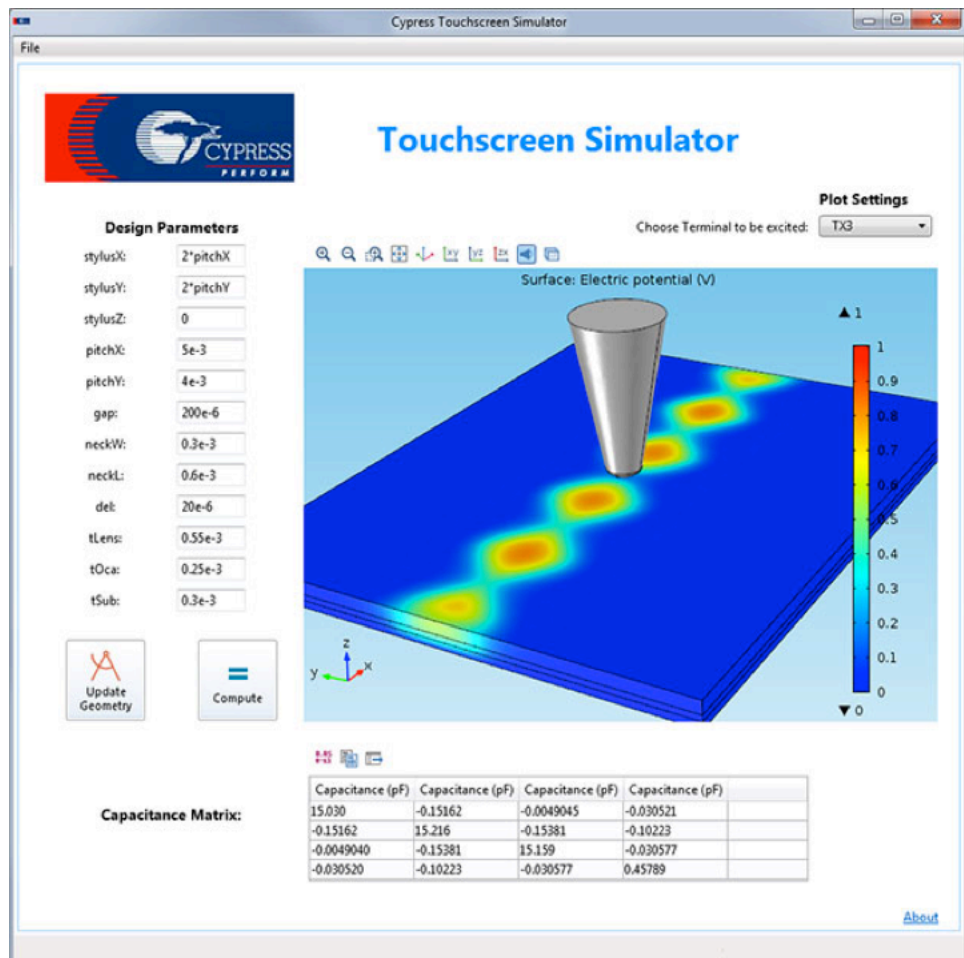 Cypress Touchscreen Simulator
File
CYPRESS
PERFORM
Touchscreen Simulator
Plot Settings
Choose Terminal to be excited: TX3
Design Parameters
stylusX: 2*pitchX
stylusY: 2*pitchY
stylusZ: 0
pitchX: 5e-3
pitchY: 4e-3
gap: 200e-6
neckW: 0.3e-3
neckL: 0.6e-3
del: 20e-6
tLens: 0.55e-3
tOca: 0.25e-3
tSub: 0.3e-3
Update
Geometry
= Compute
xy yz zx
Surface: Electric potential (V)
▲ 1
1
0.9
0.8
0.7
0.6
0.5
0.4
0.3
0.2
0.1
0
▼ 0
z
y x
Capacitance Matrix:
Capacitance (pF) Capacitance (pF) Capacitance (pF) Capacitance (pF)
15.030 -0.15162 -0.0049045 -0.030521
-0.15162 15.216 -0.15381 -0.10223
-0.0049040 -0.15381 15.159 -0.030577
-0.030520 -0.10223 -0.030577 0.45789
About